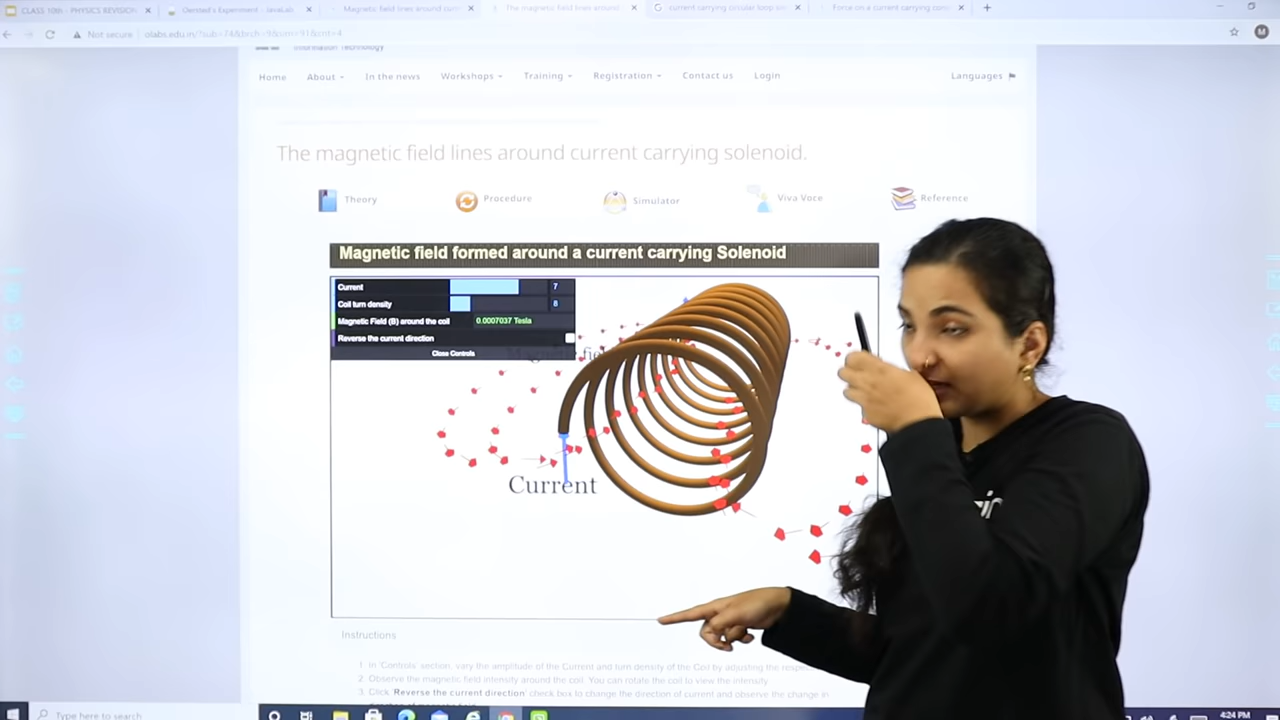 CLASS 10th - PHYSICS REVISION
Oersted's Experiment - JavaLab
Magnetic field lines around curr
The magnetic field lines around
current carrying circular loop sim
Force on a current carrying cond
Not secure
Information Technology
Home
About
In the news
Workshops
Training
Registration
Contact us
Login
Languages
The magnetic field lines around current carrying solenoid.
Theory
Procedure
Simulator
Viva Voce
Reference
Magnetic field formed around a current carrying Solenoid
Current 7
Coil turn density 8
Magnetic Field (B) around the coil 0.0007037 Tesla
Reverse the current direction
Close Controls
Current
Instructions
1. In 'Controls' section, vary the amplitude of the Current and turn density of the Coil by adjusting the
2. Observe the magnetic field intensity around the coil. You can rotate the coil to view the intensity
3. Click 'Reverse the current direction' check box to change the direction of current and observe the change in
Type here to search
4:24 PM